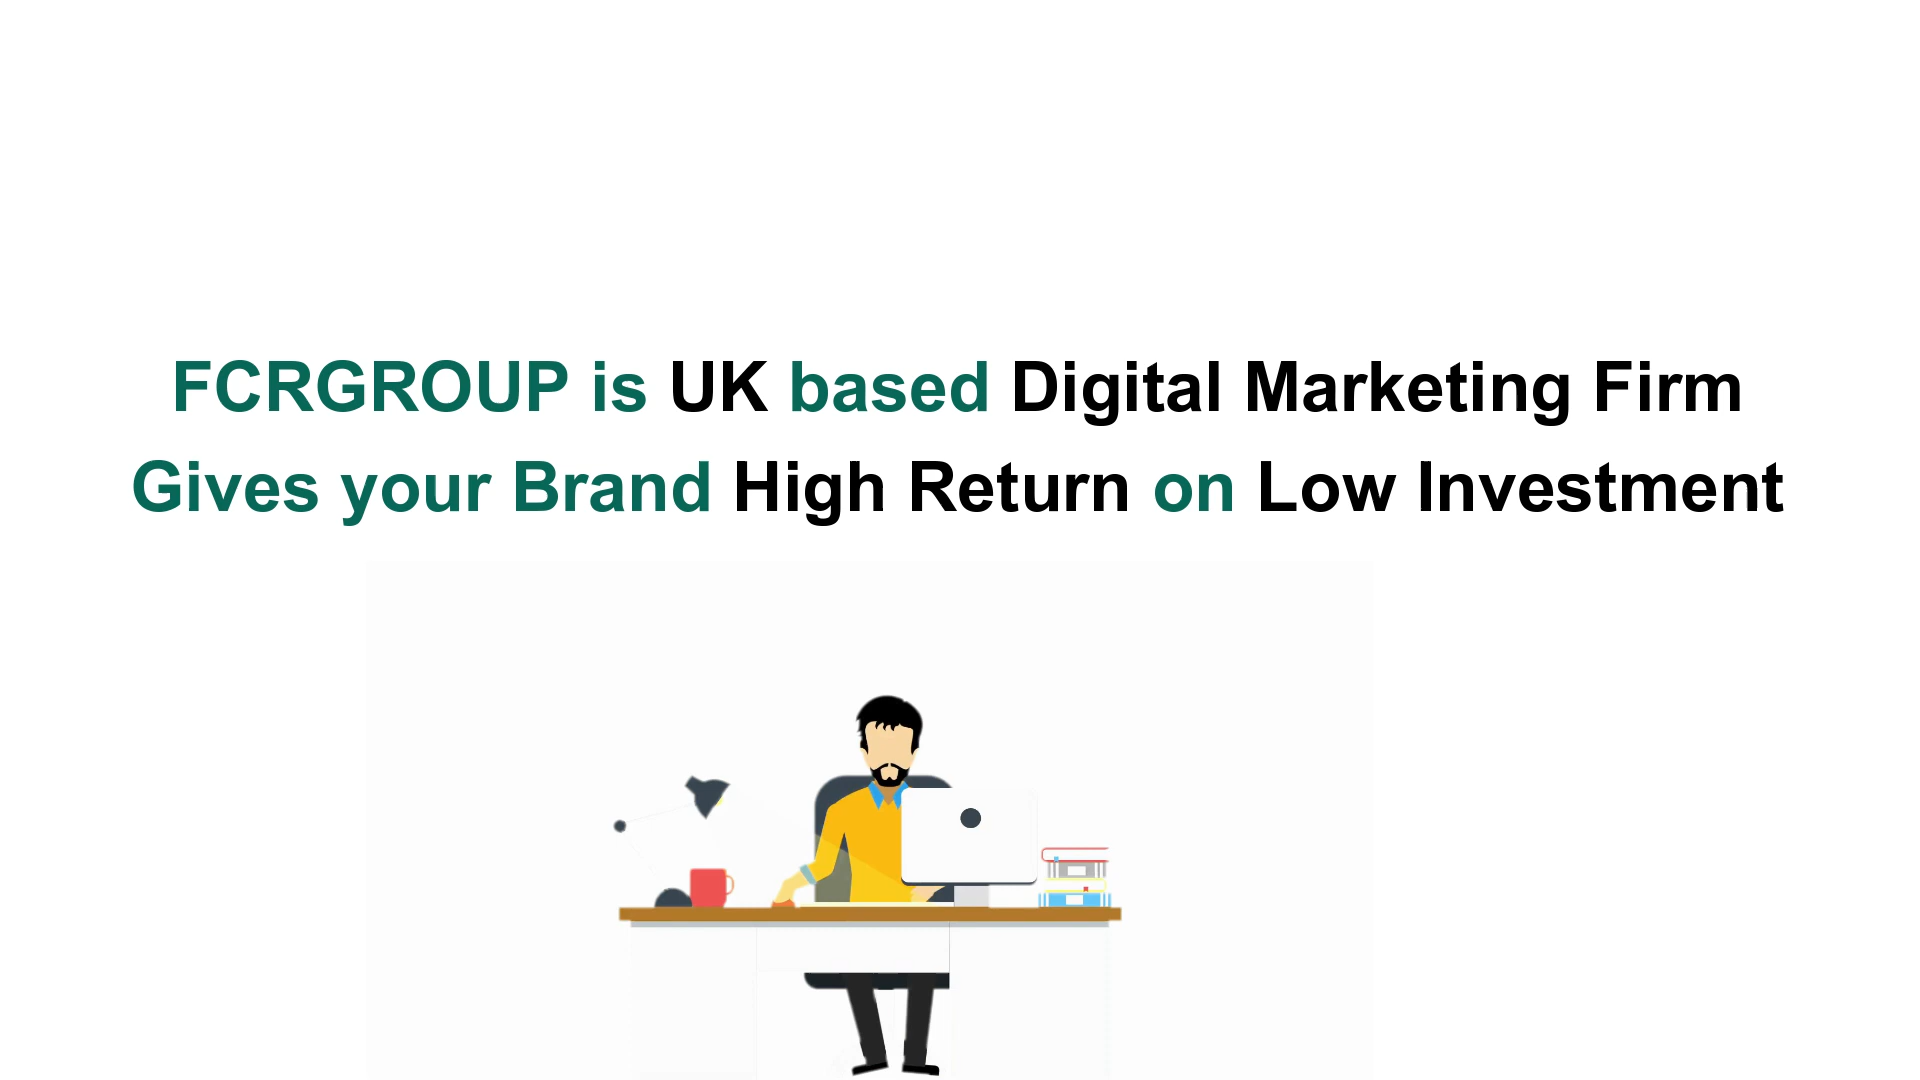 FCRGROUP is UK based Digital Marketing Firm
Gives your Brand High Return on Low Investment